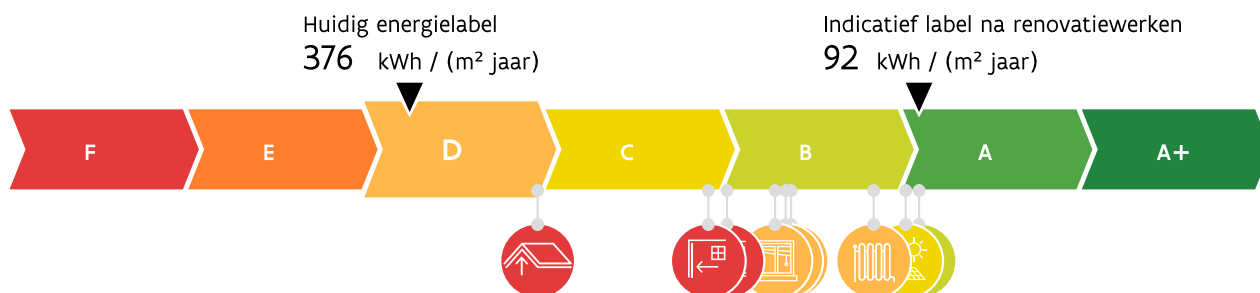 Huidig energielabel
376 kWh / (m² jaar)
Indicatief label na renovatiewerken
92 kWh / (m² jaar)
F E D C B A A+